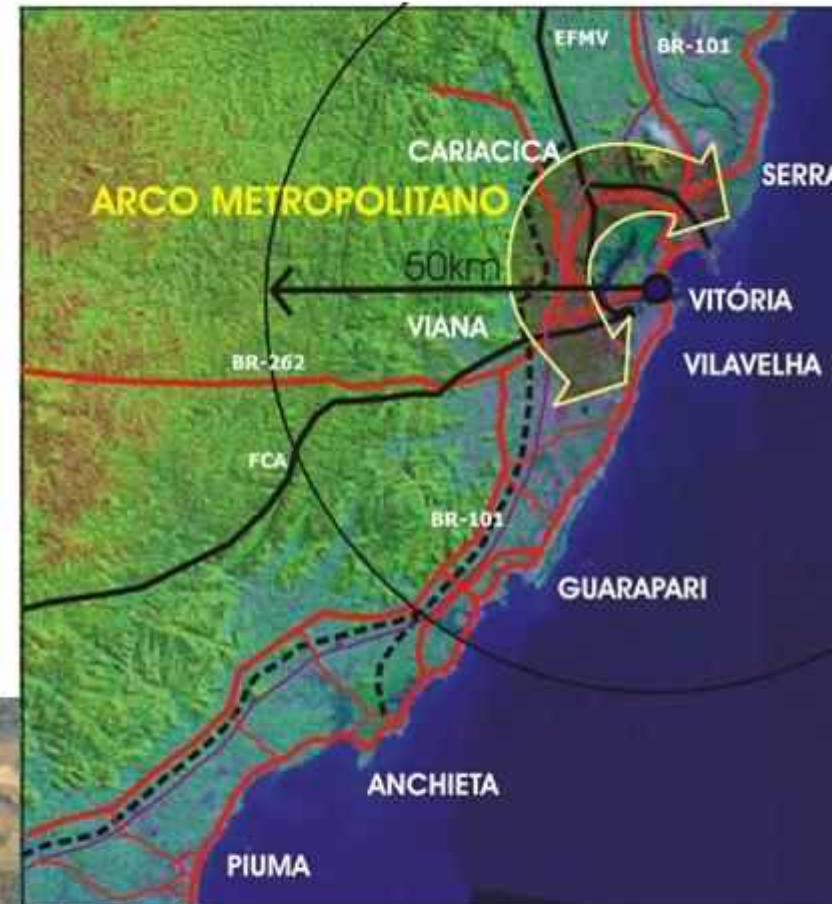 EFMV
BR-101
CARIACICA
SERRA
ARCO METROPOLITANO
50km
VITÓRIA
VIANA
VILAVELHA
BR-262
FCA
BR-101
GUARAPARI
ANCHIETA
PIUMA